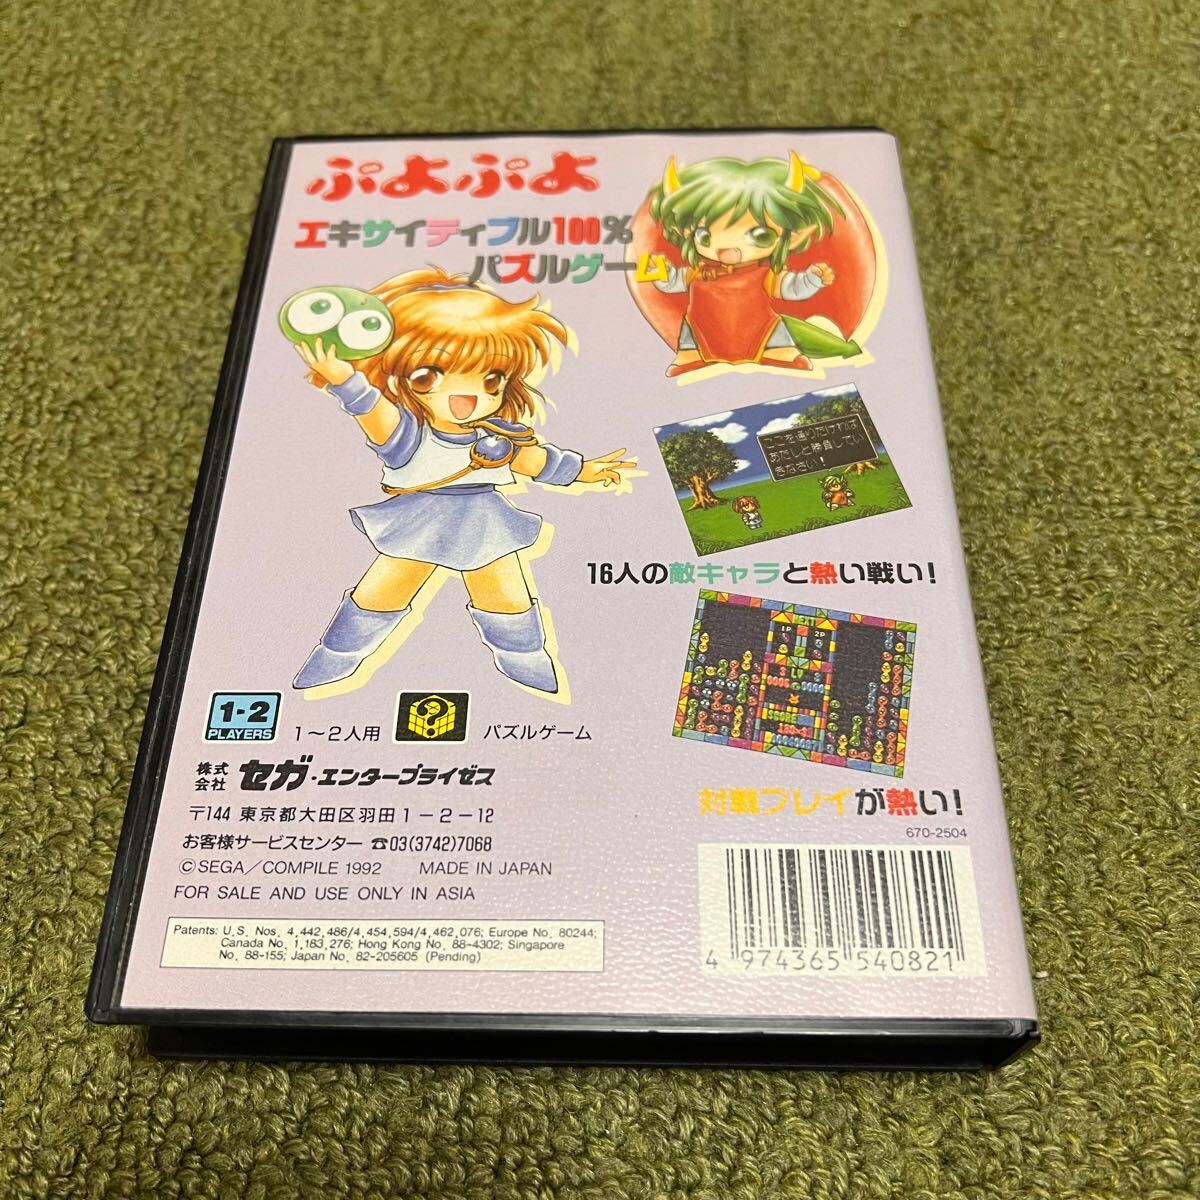 ぷよぷよ
エキサイティブル100%
パズルゲーム
ここを通りたければ
あたしと勝負してい
きなさい!
16人の敵キャラと熱い戦い!
NEXT
1P 2P
LV
SCORE
対戦プレイが熱い!
670-2504
1-2
PLAYERS
1〜2人用
?
パズルゲーム
株式会社 セガ・エンタープライゼス
〒144 東京都大田区羽田1-2-12
お客様サービスセンター ☎03(3742)7068
©SEGA/COMPILE 1992 MADE IN JAPAN
FOR SALE AND USE ONLY IN ASIA
Patents: U.S. Nos. 4,442,486/4,454,594/4,462,076; Europe No. 80244;
Canada No. 1,183,276; Hong Kong No. 88-4302; Singapore
No. 88-155; Japan No. 82-205605 (Pending)
4 974365 540821